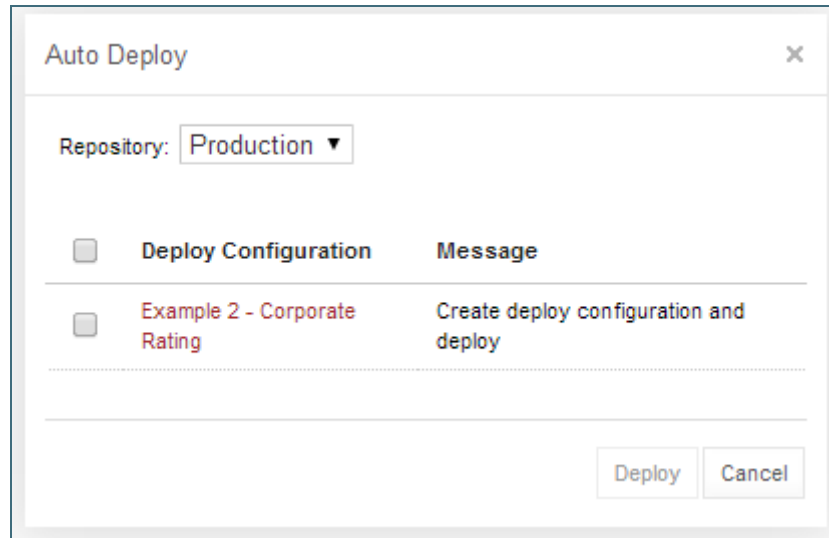 Auto Deploy
Repository: Production
Deploy Configuration Message
Example 2 - Corporate Create deploy configuration and
Rating deploy
Deploy Cancel